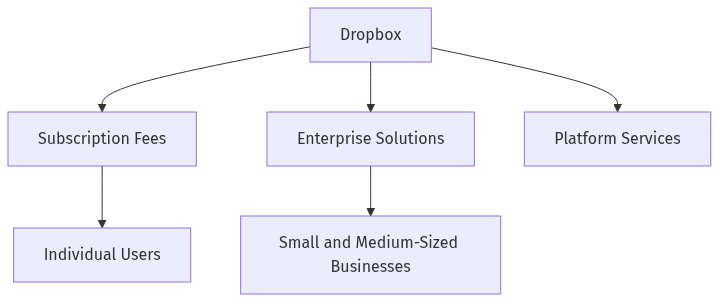 Dropbox
Subscription Fees
Enterprise Solutions
Platform Services
Individual Users
Small and Medium-Sized
Businesses